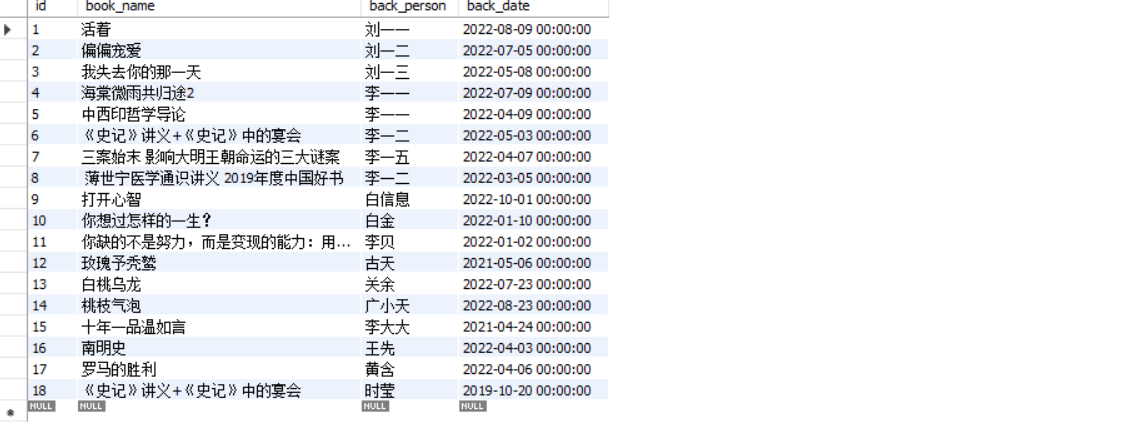 id book_name back_person back_date
1 活着 刘一一 2022-08-09 00:00:00
2 偏偏宠爱 刘一二 2022-07-05 00:00:00
3 我失去你的那一天 刘一三 2022-05-08 00:00:00
4 海棠微雨共归途2 李一一 2022-07-09 00:00:00
5 中西印哲学导论 李一一 2022-04-09 00:00:00
6 《史记》讲义+《史记》中的宴会 李一二 2022-05-03 00:00:00
7 三案始末 影响大明王朝命运的三大谜案 李一五 2022-04-07 00:00:00
8 薄世宁医学通识讲义 2019年度中国好书 李一二 2022-03-05 00:00:00
9 打开心智 白信息 2022-10-01 00:00:00
10 你想过怎样的一生？ 白金 2022-01-10 00:00:00
11 你缺的不是努力，而是变现的能力：用... 李贝 2022-01-02 00:00:00
12 玫瑰予秃鹫 古天 2021-05-06 00:00:00
13 白桃乌龙 关余 2022-07-23 00:00:00
14 桃枝气泡 广小天 2022-08-23 00:00:00
15 十年一品温如言 李大大 2021-04-24 00:00:00
16 南明史 王先 2022-04-03 00:00:00
17 罗马的胜利 黄含 2022-04-06 00:00:00
18 《史记》讲义+《史记》中的宴会 时莹 2019-10-20 00:00:00
NULL NULL NULL NULL